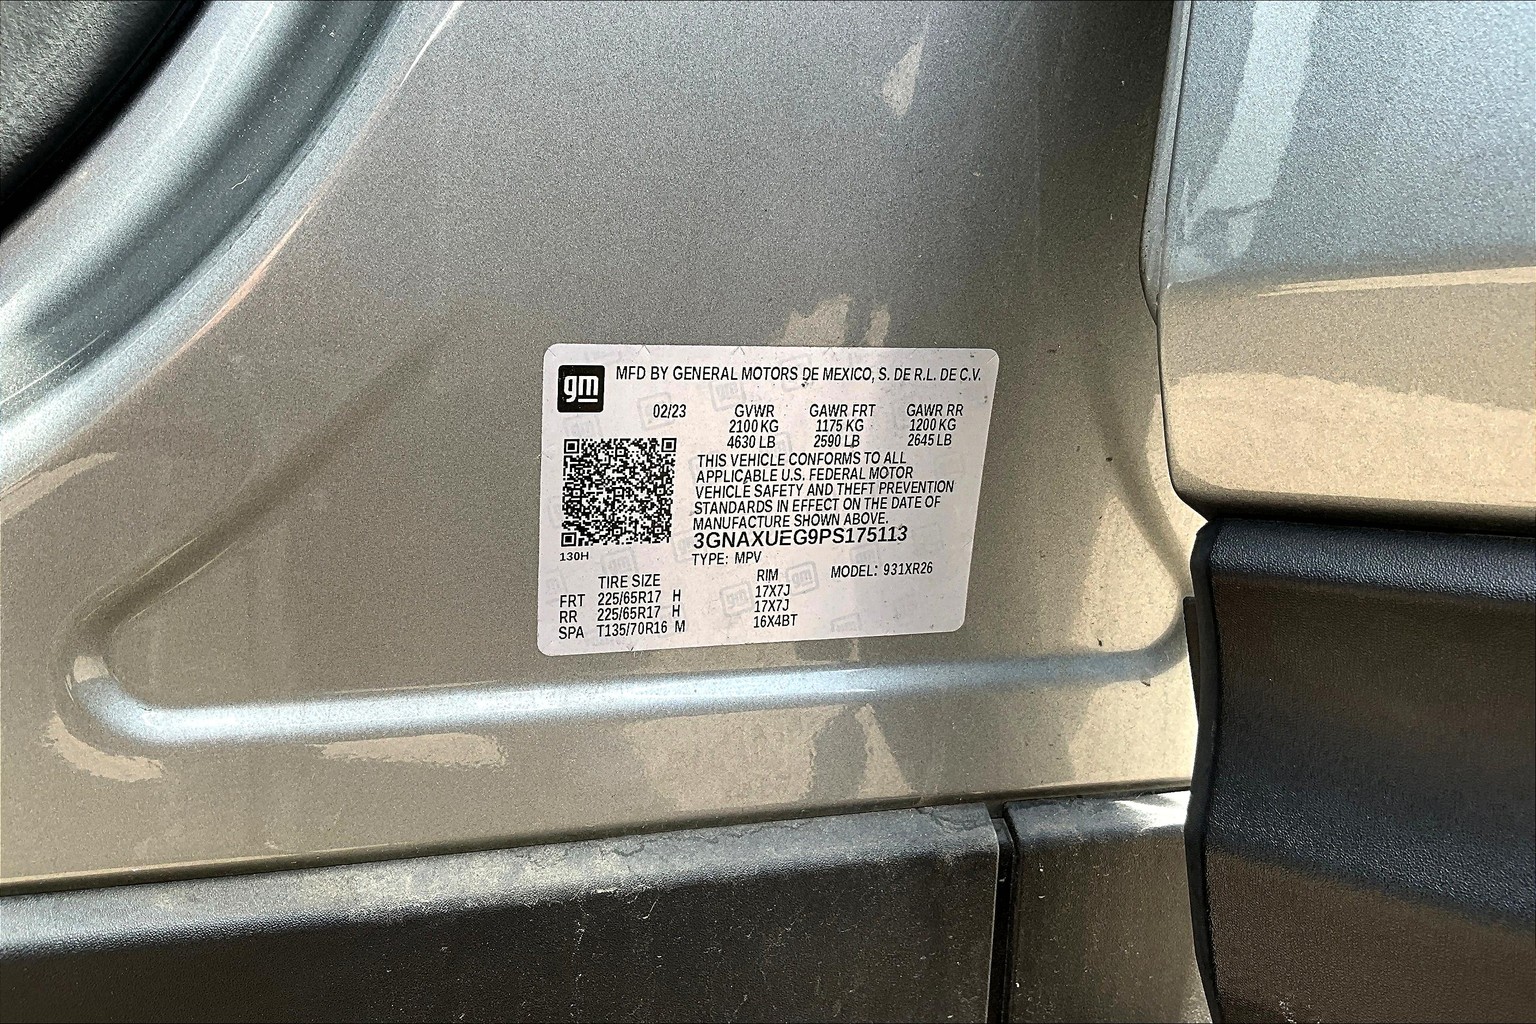 gm
MFD BY GENERAL MOTORS DE MEXICO, S. DE R.L. DE C.V.
02/23 GVWR GAWR FRT GAWR RR
2100 KG 1175 KG 1200 KG
4630 LB 2590 LB 2645 LB
THIS VEHICLE CONFORMS TO ALL
APPLICABLE U.S. FEDERAL MOTOR
VEHICLE SAFETY AND THEFT PREVENTION
STANDARDS IN EFFECT ON THE DATE OF
MANUFACTURE SHOWN ABOVE.
3GNAXUEG9PS175113
130H
TYPE: MPV
MODEL: 931XR26
TIRE SIZE RIM
FRT 225/65R17 H 17X7J
RR 225/65R17 H 17X7J
SPA T135/70R16 M 16X4BT